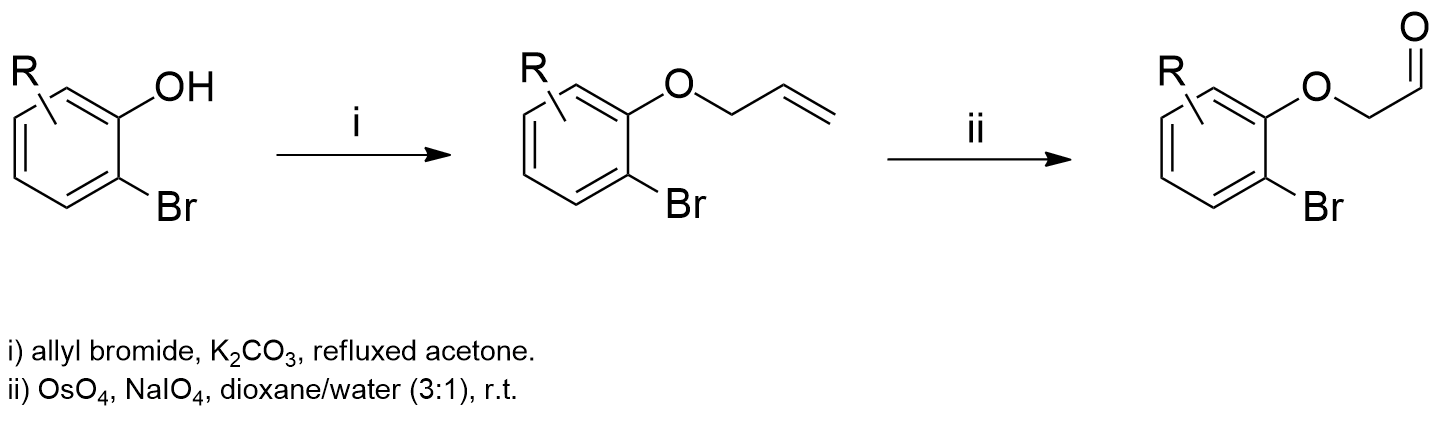 R OH Br
i
R O Br
ii
R O O Br
i) allyl bromide, K₂CO₃, refluxed acetone.
ii) OsO₄, NaIO₄, dioxane/water (3:1), r.t.